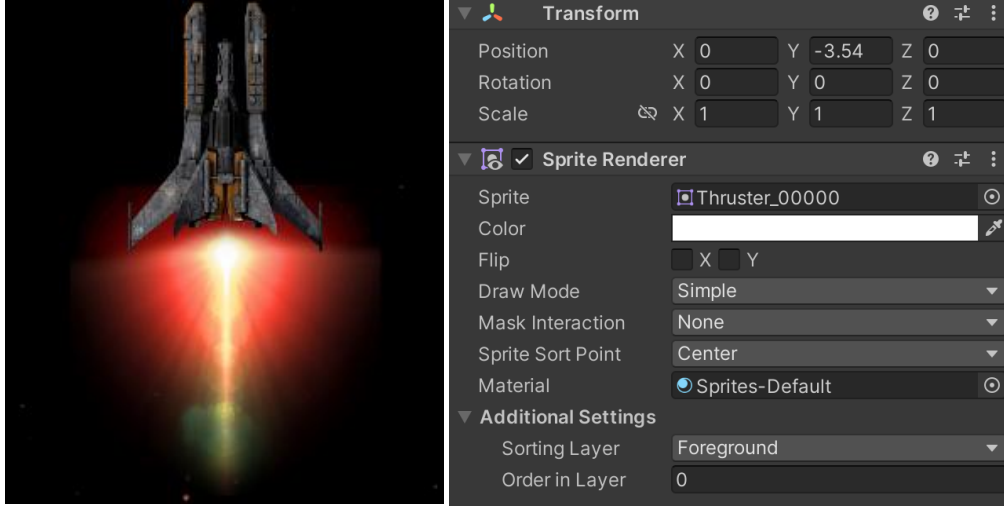 Transform
Position X 0 Y -3.54 Z 0
Rotation X 0 Y 0 Z 0
Scale X 1 Y 1 Z 1
Sprite Renderer
Sprite Thruster_00000
Color
Flip X Y
Draw Mode Simple
Mask Interaction None
Sprite Sort Point Center
Material Sprites-Default
Additional Settings
Sorting Layer Foreground
Order in Layer 0